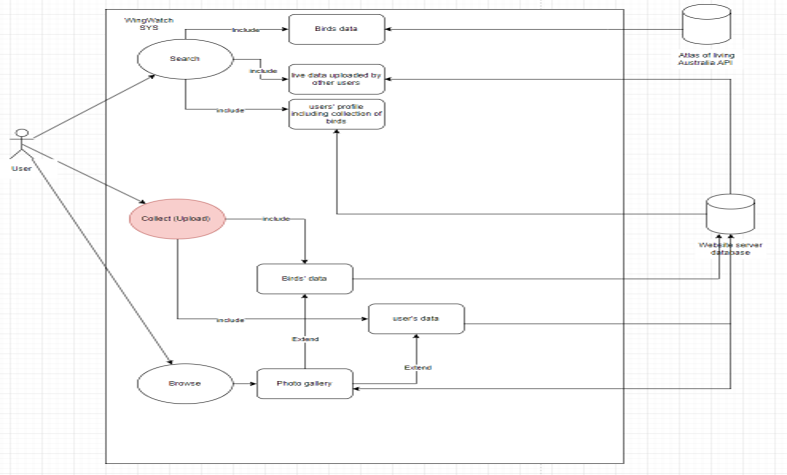 WingWatch
SYS
Include
Birds data
Atlas of living
Australia API
Search
include
live data uploaded by
other users
include
users' profile
including collection of
birds
User
Collect (Upload)
include
Website server
database
Birds' data
include
user's data
Extend
Extend
Browse
Photo gallery